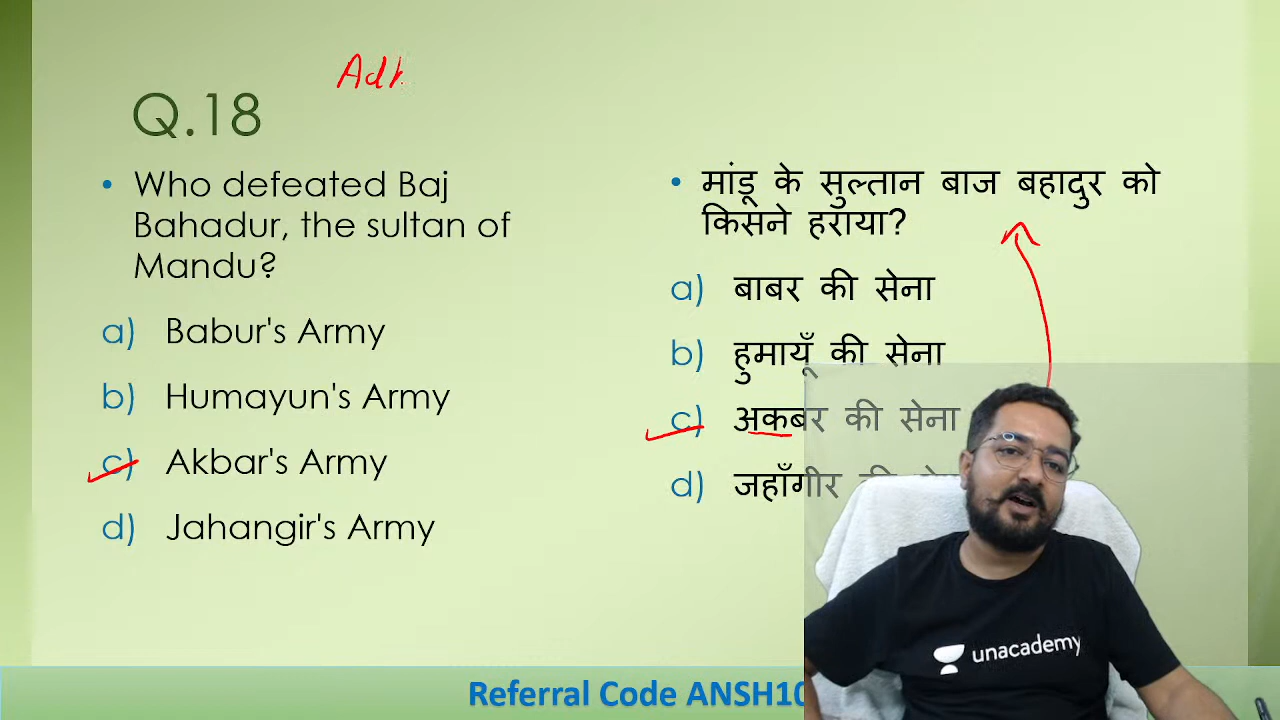 Q.18
• Who defeated Baj
Bahadur, the sultan of
Mandu?
a) Babur's Army
b) Humayun's Army
c) Akbar's Army
d) Jahangir's Army
• मांडू के सुल्तान बाज बहादुर को
किसने हराया?
a) बाबर की सेना
b) हुमायूँ की सेना
c) अकबर की सेना
d) जहाँगीर की
unacademy
Referral Code ANSH10